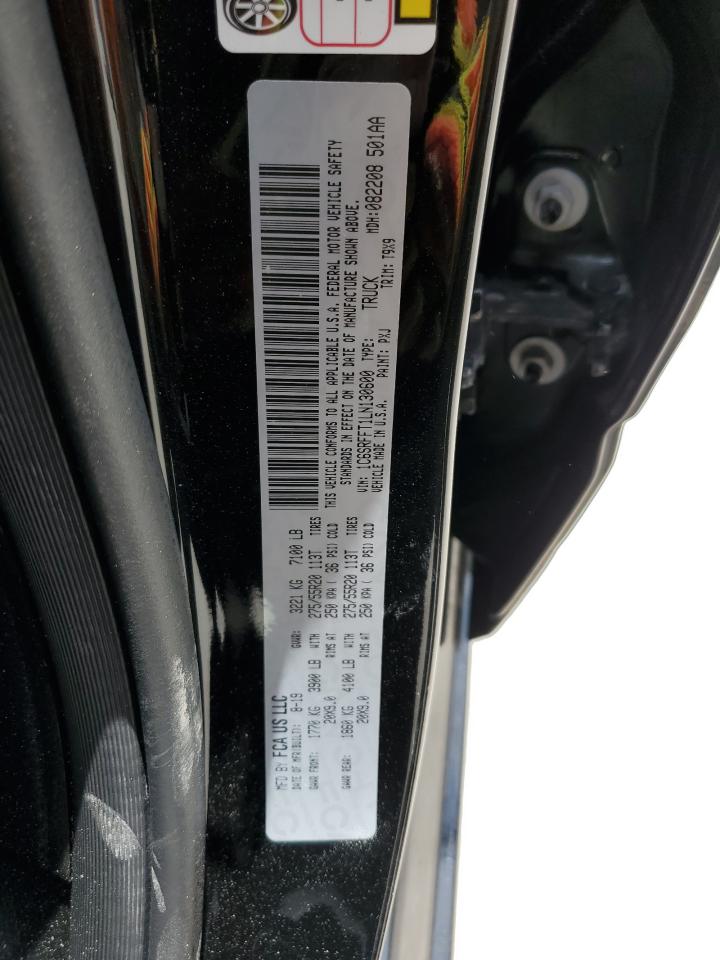 MFD BY FCA US LLC
DATE OF MFR(BUILT): 8-19 GVWR: 3221 KG 7100 LB
GAWR FRONT: 1770 KG 3900 LB WITH 275/55R20 113T TIRES
20X9.0 RIMS AT 250 KPA ( 36 PSI) COLD
GAWR REAR: 1860 KG 4100 LB WITH 275/55R20 113T TIRES
20X9.0 RIMS AT 250 KPA ( 36 PSI) COLD
THIS VEHICLE CONFORMS TO ALL APPLICABLE U.S.A. FEDERAL MOTOR VEHICLE SAFETY
STANDARDS IN EFFECT ON THE DATE OF MANUFACTURE SHOWN ABOVE.
VIN: 1C6SRFFT1LN130600 TYPE: TRUCK MDH:082208 501AA
VEHICLE MADE IN U.S.A. PAINT: PXJ TRIM: T9X9